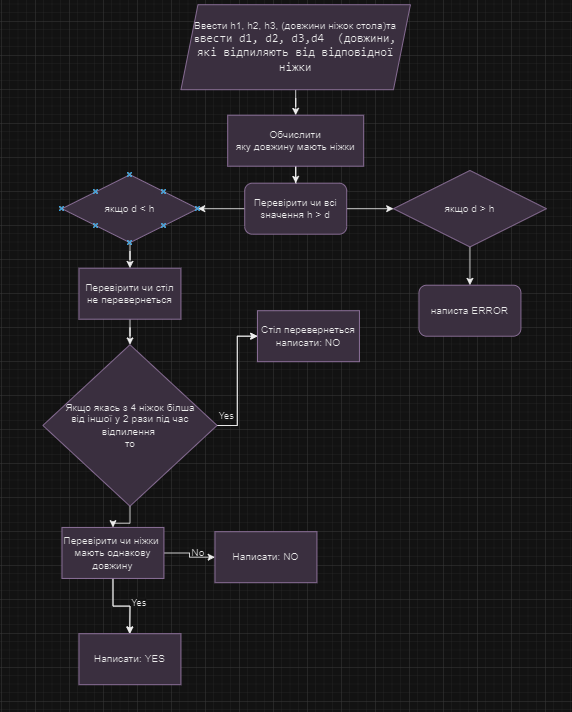 Ввести h1, h2, h3, (довжини ніжок стола)та
ввести d1, d2, d3,d4 (довжини,
які відпиляють від відповідної
ніжки
Обчислити
яку довжину мають ніжки
Перевірити чи всі
значення h > d
якщо d < h
якщо d > h
Перевірити чи стіл
не перевернеться
написта ERROR
Стіл перевернеться
написати: NO
Якщо якась з 4 ніжок білша
від іншої у 2 рази під час
відпилення
то
Yes
Перевірити чи ніжки
мають однакову
довжину
No
Написати: NO
Yes
Написати: YES